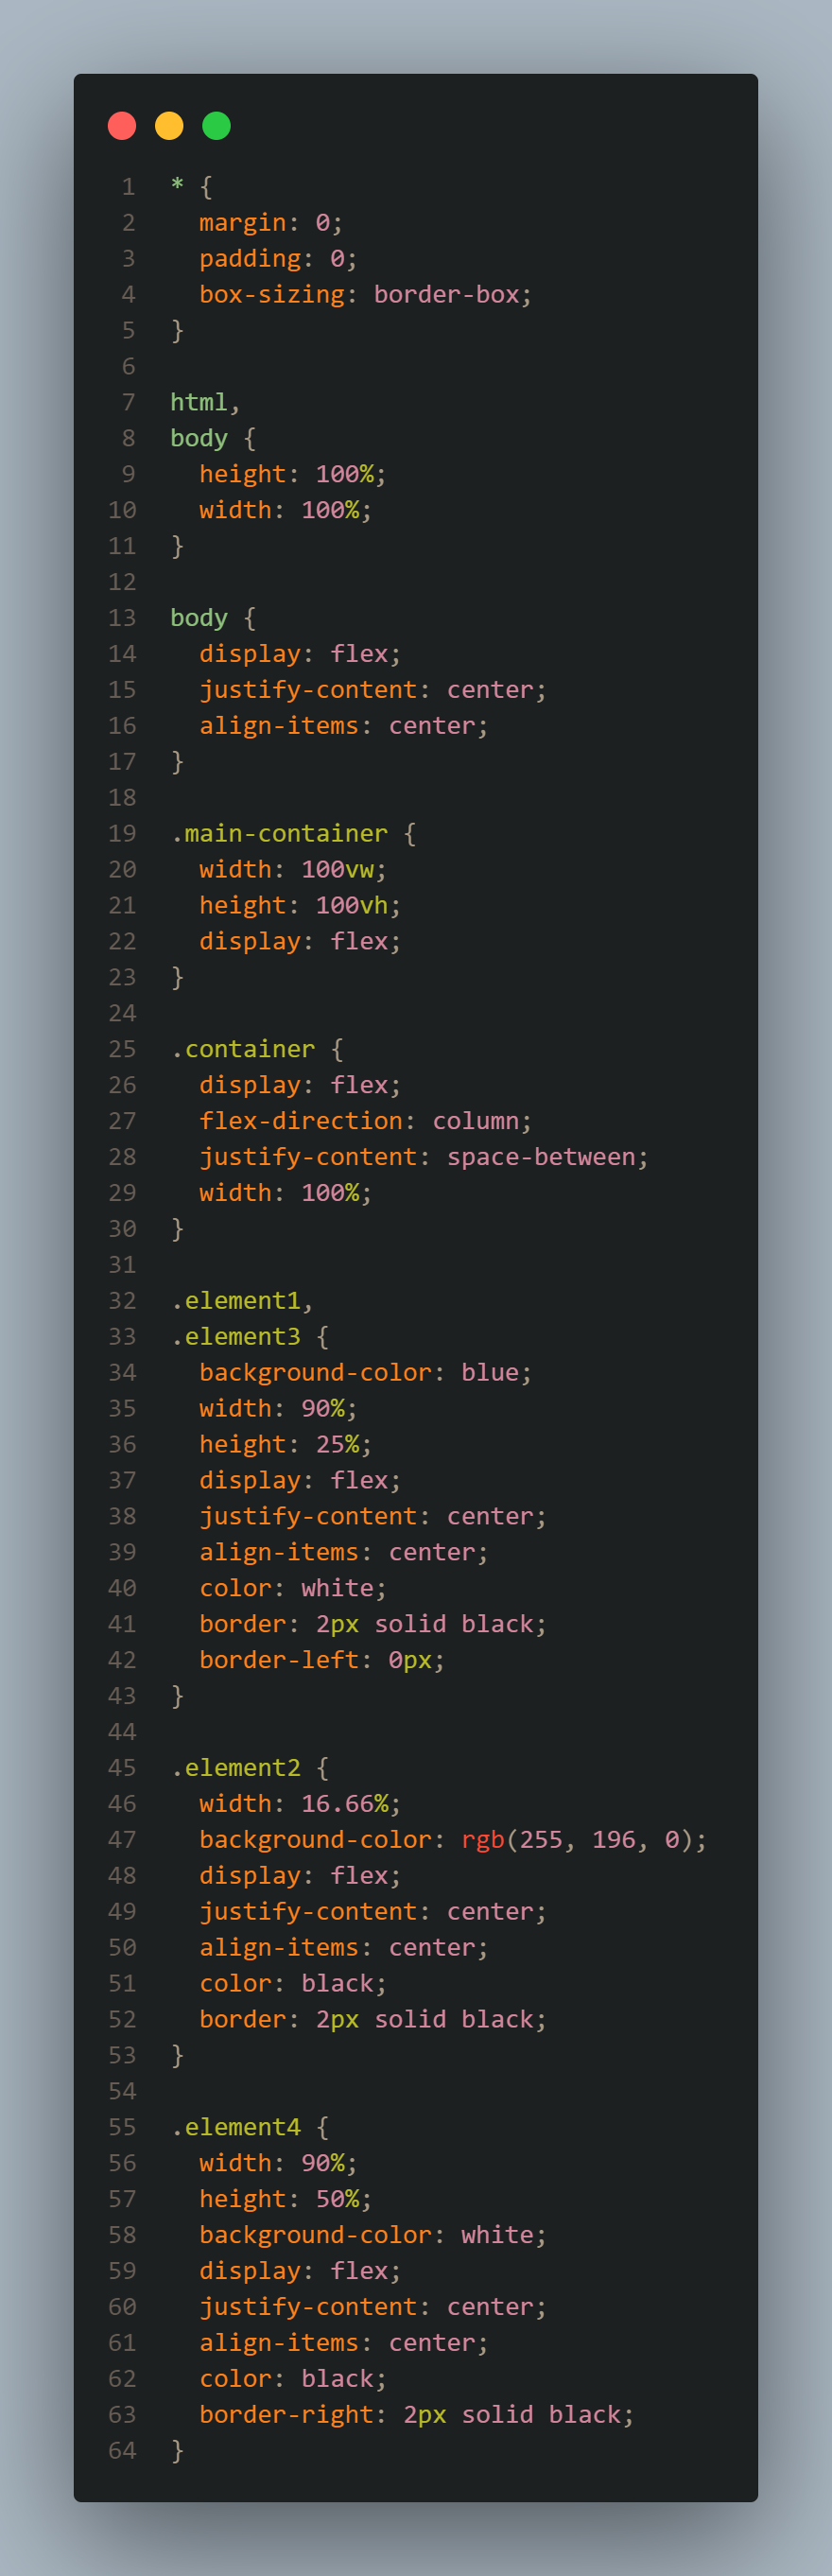 1 * {
2   margin: 0;
3   padding: 0;
4   box-sizing: border-box;
5 }
6
7 html,
8 body {
9   height: 100%;
10   width: 100%;
11 }
12
13 body {
14   display: flex;
15   justify-content: center;
16   align-items: center;
17 }
18
19 .main-container {
20   width: 100vw;
21   height: 100vh;
22   display: flex;
23 }
24
25 .container {
26   display: flex;
27   flex-direction: column;
28   justify-content: space-between;
29   width: 100%;
30 }
31
32 .element1,
33 .element3 {
34   background-color: blue;
35   width: 90%;
36   height: 25%;
37   display: flex;
38   justify-content: center;
39   align-items: center;
40   color: white;
41   border: 2px solid black;
42   border-left: 0px;
43 }
44
45 .element2 {
46   width: 16.66%;
47   background-color: rgb(255, 196, 0);
48   display: flex;
49   justify-content: center;
50   align-items: center;
51   color: black;
52   border: 2px solid black;
53 }
54
55 .element4 {
56   width: 90%;
57   height: 50%;
58   background-color: white;
59   display: flex;
60   justify-content: center;
61   align-items: center;
62   color: black;
63   border-right: 2px solid black;
64 }